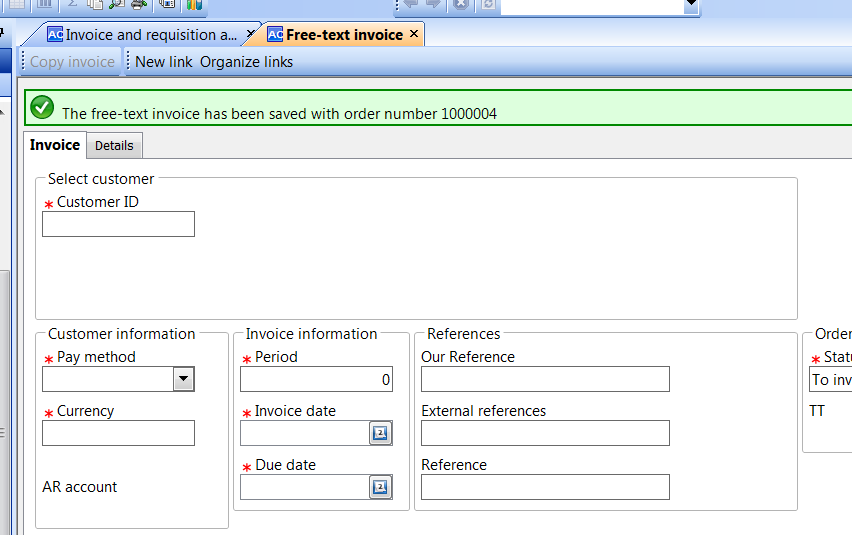 Invoice and requisition a...
Free-text invoice
Copy invoice New link Organize links
The free-text invoice has been saved with order number 1000004
Invoice Details
Select customer
* Customer ID
Customer information Invoice information References Order
* Pay method * Period Our Reference * Statu
0 To inv
* Currency * Invoice date External references TT
* Due date Reference
AR account